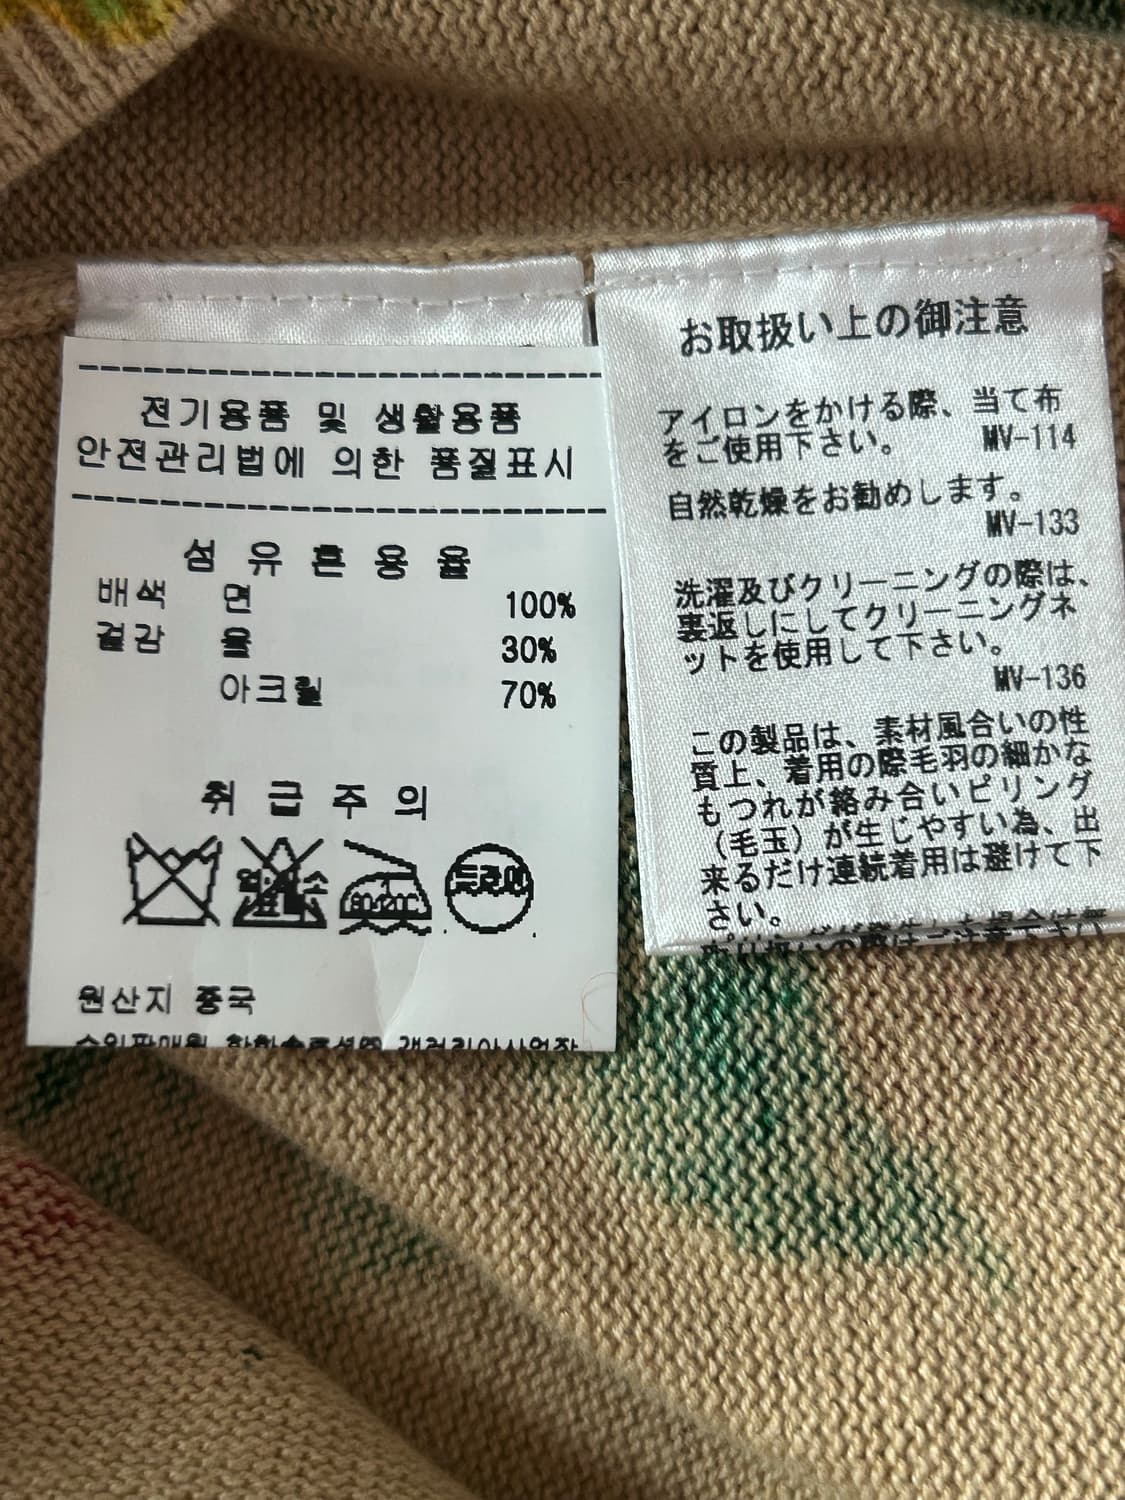 전기용품 및 생활용품
안전관리법에 의한 품질표시
섬유혼용율
배색 면 100%
겉감 울 30%
아크릴 70%
취급주의
염소
표백
80~120℃
드라이
원산지 중국
お取扱い上の御注意
アイロンをかける際、当て布
をご使用下さい。 MV-114
自然乾燥をお勧めします。
MV-133
洗濯及びクリーニングの際は、
裏返しにしてクリーニングネ
ットを使用して下さい。
MV-136
この製品は、素材風合いの性
質上、着用の際毛羽の細かな
もつれが絡み合いピリング
（毛玉）が生じやすい為、出
来るだけ連続着用は避けて下
さい。